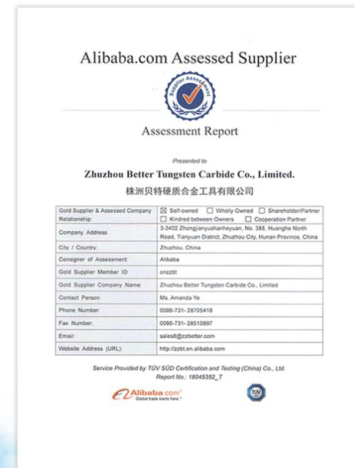 Alibaba.com Assessed Supplier
Supplier Assessment
Assessment Report
Presented to
Zhuzhou Better Tungsten Carbide Co., Limited.
株洲贝特硬质合金工具有限公司
Gold Supplier & Assessed Company Relationship: Self-owned Wholly Owned Shareholder/Partner
Kindred between Owners Cooperation Partner
Company Address 3-3402 Zhongjianyushanheyuan, No. 388, Huanghe North
Road, Tianyuan District, Zhuzhou City, Hunan Province, China
City / Country: Zhuzhou, China
Consigner of Assessment: Alibaba
Gold Supplier Member ID: cnzzbt
Gold Supplier Company Name: Zhuzhou Better Tungsten Carbide Co., Limited
Contact Person: Ms. Amanda Ye
Phone Number: 0086-731-28705418
Fax Number: 0086-731-28510897
Email: sales8@zzbetter.com
Website Address (URL): http://zzbt.en.alibaba.com
Service Provided by TÜV SÜD Certification and Testing (China) Co., Ltd
Report No.: 18045352_T
Alibaba.com
Global trade starts here.